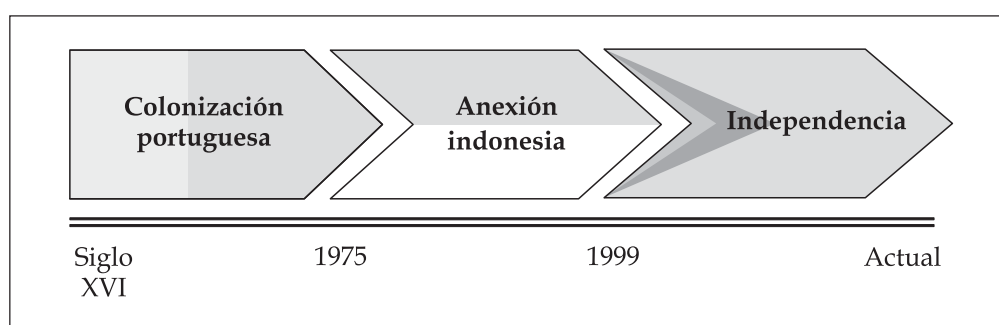 Colonización
portuguesa
Anexión
indonesia
Independencia
Siglo
XVI
1975
1999
Actual